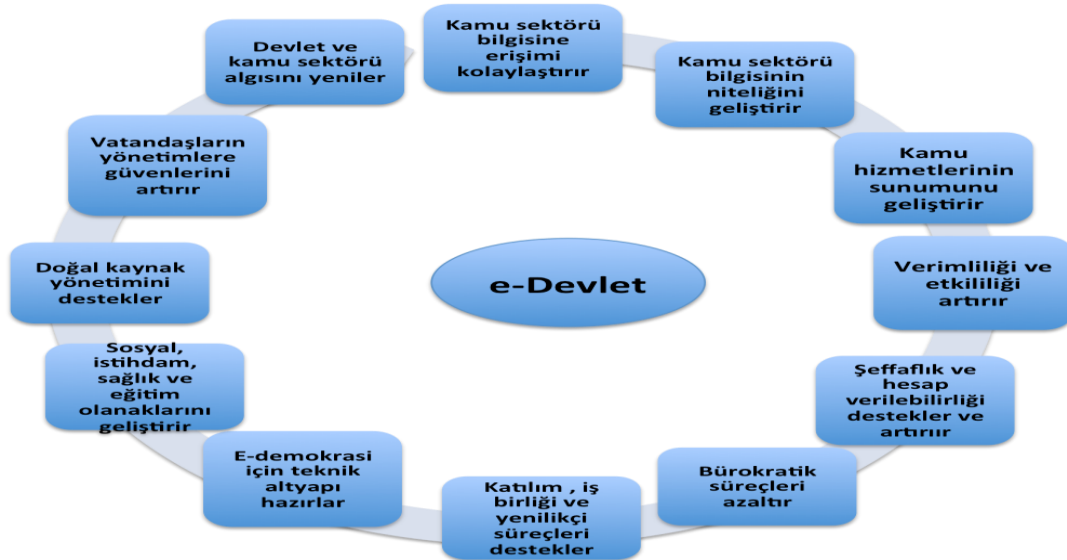 Kamu sektörü
bilgisine
erişimi
kolaylaştırır
Kamu sektörü
bilgisinin
niteliğini
geliştirir
Kamu
hizmetlerinin
sunumunu
geliştirir
Verimliliği ve
etkililiği
artırır
Şeffaflık ve
hesap
verilebilirliği
destekler ve
artırıır
Bürokratik
süreçleri
azaltır
Katılım , iş
birliği ve
yenilikçi
süreçleri
destekler
E-demokrasi
için teknik
altyapı
hazırlar
Sosyal,
istihdam,
sağlık ve
eğitim
olanaklarını
geliştirir
Doğal kaynak
yönetimini
destekler
Vatandaşların
yönetimlere
güvenlerini
artırır
Devlet ve
kamu sektörü
algısını yeniler
e-Devlet